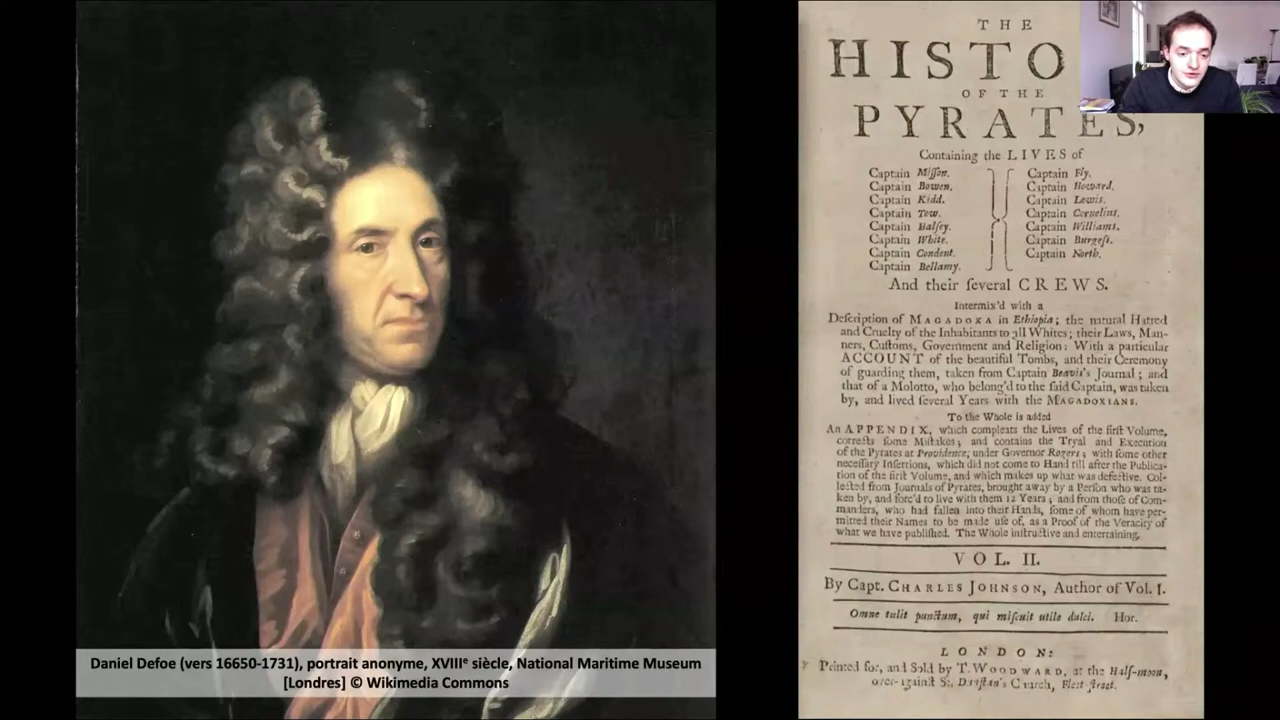 Daniel Defoe (vers 16650-1731), portrait anonyme, XVIIIe siècle, National Maritime Museum
[Londres] © Wikimedia Commons
THE
HISTO
OF THE
PYRATES,
Containing the LIVES of
Captain Miſſon.
Captain Bowen.
Captain Kidd.
Captain Tew.
Captain Halſey.
Captain White.
Captain Condent.
Captain Bellamy.
Captain Fly.
Captain Howard.
Captain Lewis.
Captain Cornelius.
Captain Williams.
Captain Burgeſs.
Captain North.
And their ſeveral CREWS.
Intermix'd with a
Deſcription of MAGADOXA in Ethiopia; the natural Hatred
and Cruelty of the Inhabitants to all Whites; their Laws, Man-
ners, Cuſtoms, Government and Religion: With a particular
ACCOUNT of the beautiful Tombs, and their Ceremony
of guarding them, taken from Captain Beavis's Journal; and
that of a Molotto, who belong'd to the ſaid Captain, was taken
by, and lived ſeveral Years with the MAGADOXIANS.
To the Whole is added
An APPENDIX, which compleats the Lives of the firſt Volume,
corrects ſome Miſtakes; and contains the Tryal and Execution
of the Pyrates at Providence, under Governor Rogers; with ſome other
neceſſary Inſertions, which did not come to Hand till after the Publica-
tion of the firſt Volume, and which makes up what was defective. Col-
lected from Journals of Pyrates, brought away by a Perſon who was ta-
ken by, and forc'd to live with them 12 Years; and from thoſe of Com-
manders, who had fallen into their Hands, ſome of whom have per-
mitted their Names to be made uſe of, as a Proof of the Veracity of
what we have publiſhed. The Whole inſtructive and entertaining.
VOL. II.
By Capt. CHARLES JOHNSON, Author of Vol. I.
Omne tulit punctum, qui miſcuit utile dulci. Hor.
LONDON:
Printed for, and Sold by T. WOODWARD, at the Half-moon,
over-againſt St. Dunſtan's Church, Fleet-ſtreet.